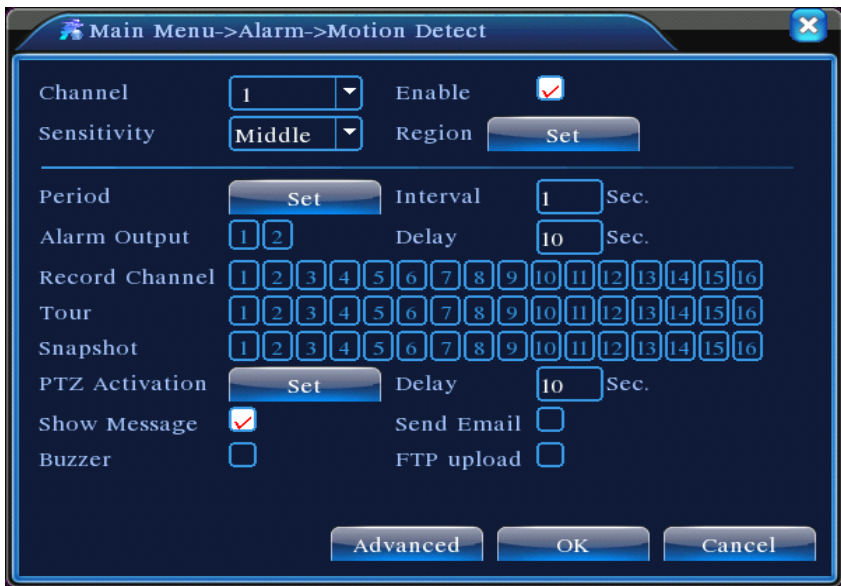 Main Menu->Alarm->Motion Detect
Channel 1 Enable
Sensitivity Middle Region Set
Period Set Interval 1 Sec.
Alarm Output 1 2 Delay 10 Sec.
Record Channel 1 2 3 4 5 6 7 8 9 10 11 12 13 14 15 16
Tour 1 2 3 4 5 6 7 8 9 10 11 12 13 14 15 16
Snapshot 1 2 3 4 5 6 7 8 9 10 11 12 13 14 15 16
PTZ Activation Set Delay 10 Sec.
Show Message Send Email
Buzzer FTP upload
Advanced OK Cancel